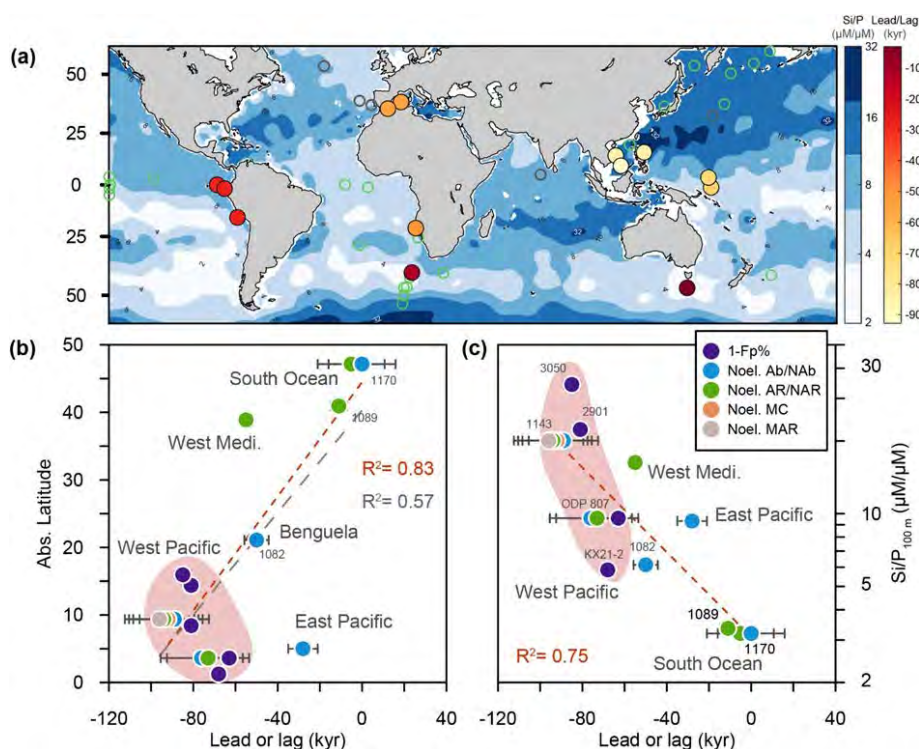 (a)
Si/P
(µM/µM)
Lead/Lag
(kyr)
50
25
0
25
50
32
16
8
4
2
-10
-20
-30
-40
-50
-60
-70
-80
-90
(b)
50
40
30
20
10
0
Abs. Latitude
South Ocean
1170
1089
West Medi.
R²= 0.83
R²= 0.57
Benguela
1082
West Pacific
East Pacific
-120 -80 -40 0 40
Lead or lag (kyr)
(c)
1-Fp%
Noel. Ab/NAb
Noel. AR/NAR
Noel. MC
Noel. MAR
3050
2901
1143
West Medi.
ODP 807
East Pacific
1082
KX21-2
West Pacific
1089
1170
South Ocean
R²= 0.75
30
10
5
2
Si/P100 m (µM/µM)
-120 -80 -40 0 40
Lead or lag (kyr)